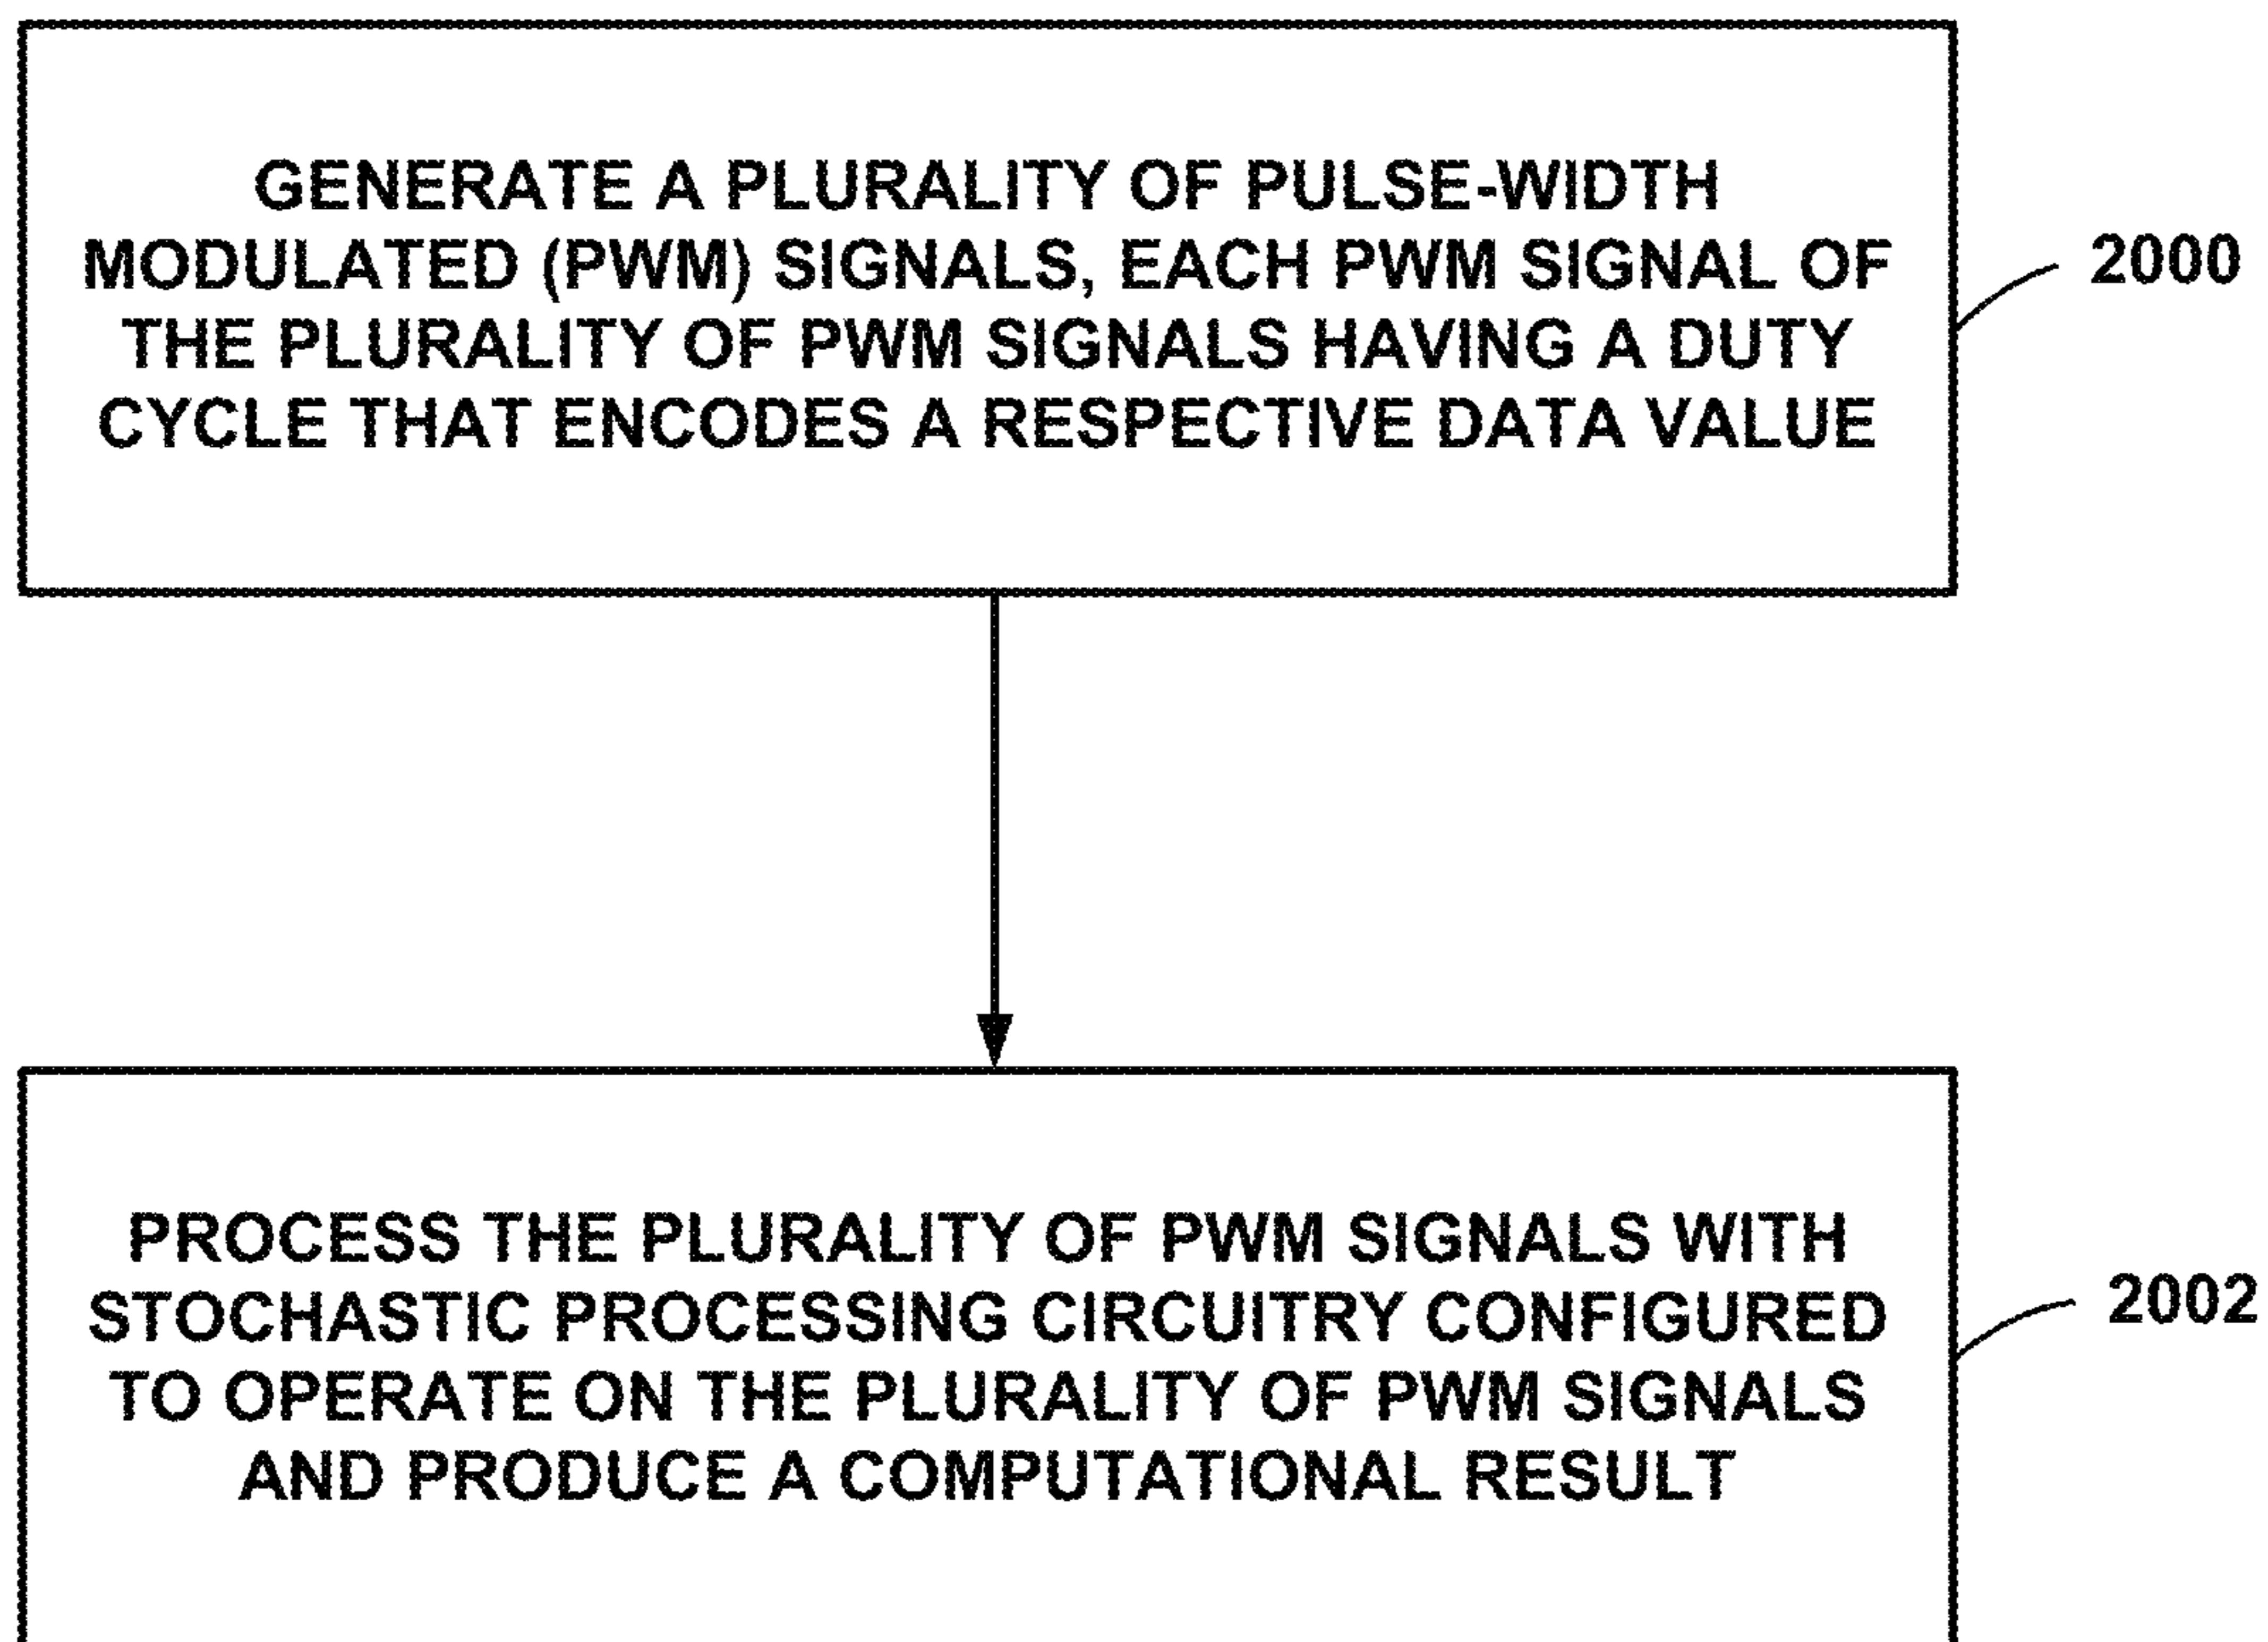 GENERATE A PLURALITY OF PULSE-WIDTH
MODULATED (PWM) SIGNALS, EACH PWM SIGNAL OF
THE PLURALITY OF PWM SIGNALS HAVING A DUTY
CYCLE THAT ENCODES A RESPECTIVE DATA VALUE
2000
PROCESS THE PLURALITY OF PWM SIGNALS WITH
STOCHASTIC PROCESSING CIRCUITRY CONFIGURED
TO OPERATE ON THE PLURALITY OF PWM SIGNALS
AND PRODUCE A COMPUTATIONAL RESULT
2002